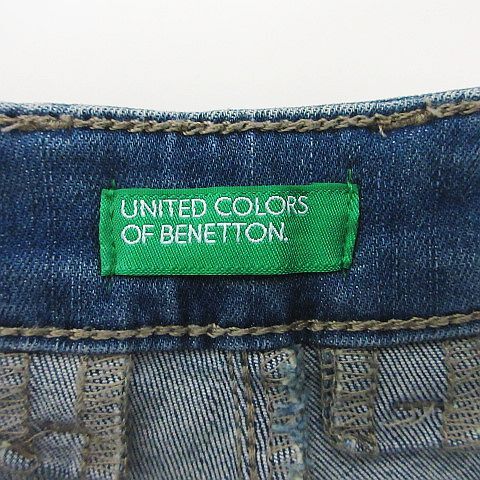 UNITED COLORS
OF BENETTON.